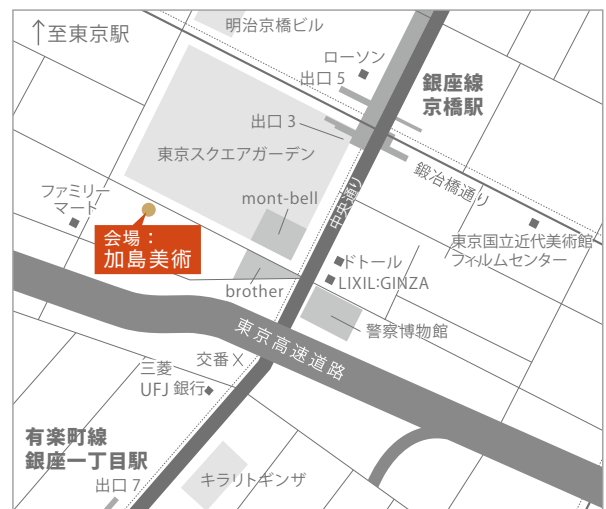 明治京橋ビル
↑至東京駅
ローソン
出口 5
銀座線
京橋駅
出口 3
東京スクエアガーデン
鍛冶橋通り
ファミリー
マート
mont-bell
中央通り
会場：
加島美術
東京国立近代美術館
フィルムセンター
ドトール
LIXIL:GINZA
brother
警察博物館
東京高速道路
交番
三菱
UFJ 銀行
有楽町線
銀座一丁目駅
出口 7
キラリトギンザ